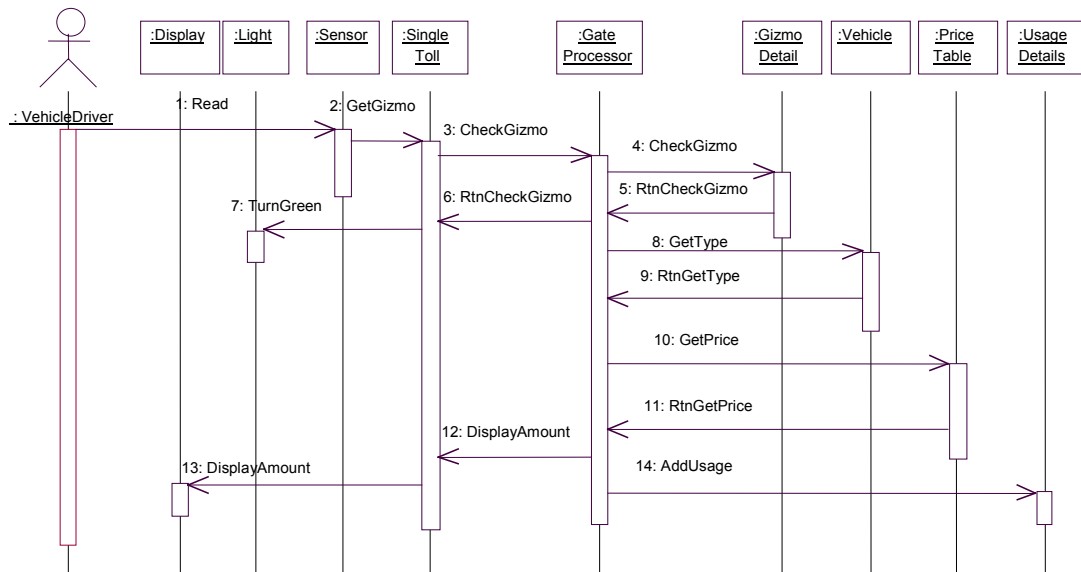 :Display
:Light
:Sensor
:Single
Toll
:Gate
Processor
:Gizmo
Detail
:Vehicle
:Price
Table
:Usage
Details
: VehicleDriver
1: Read
2: GetGizmo
3: CheckGizmo
4: CheckGizmo
5: RtnCheckGizmo
6: RtnCheckGizmo
7: TurnGreen
8: GetType
9: RtnGetType
10: GetPrice
11: RtnGetPrice
12: DisplayAmount
13: DisplayAmount
14: AddUsage